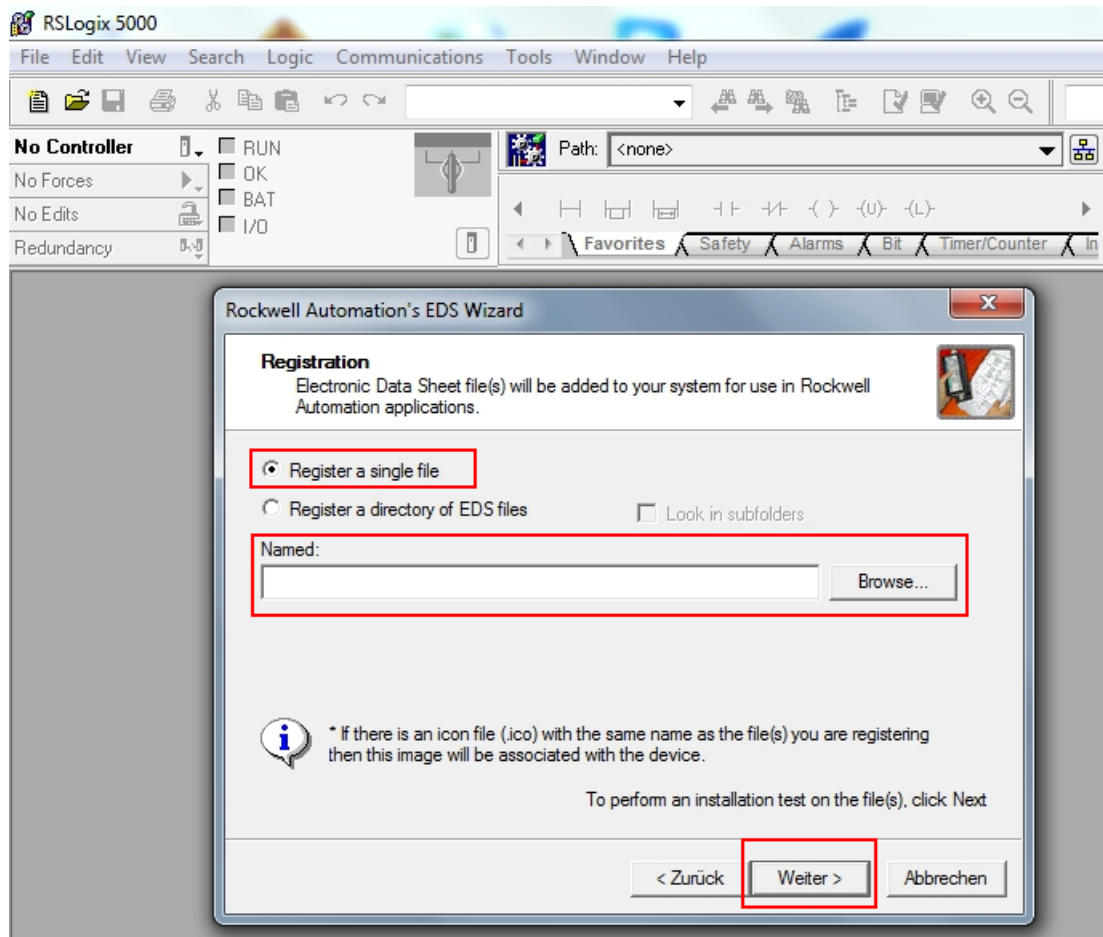 RSLogix 5000
File Edit View Search Logic Communications Tools Window Help
No Controller
RUN
Path: <none>
No Forces
OK
No Edits
BAT
I/O
Redundancy
Favorites Safety Alarms Bit Timer/Counter In
Rockwell Automation's EDS Wizard
Registration
Electronic Data Sheet file(s) will be added to your system for use in Rockwell
Automation applications.
Register a single file
Register a directory of EDS files
Look in subfolders
Named:
Browse...
* If there is an icon file (.ico) with the same name as the file(s) you are registering
then this image will be associated with the device.
To perform an installation test on the file(s), click Next
< Zurück Weiter > Abbrechen